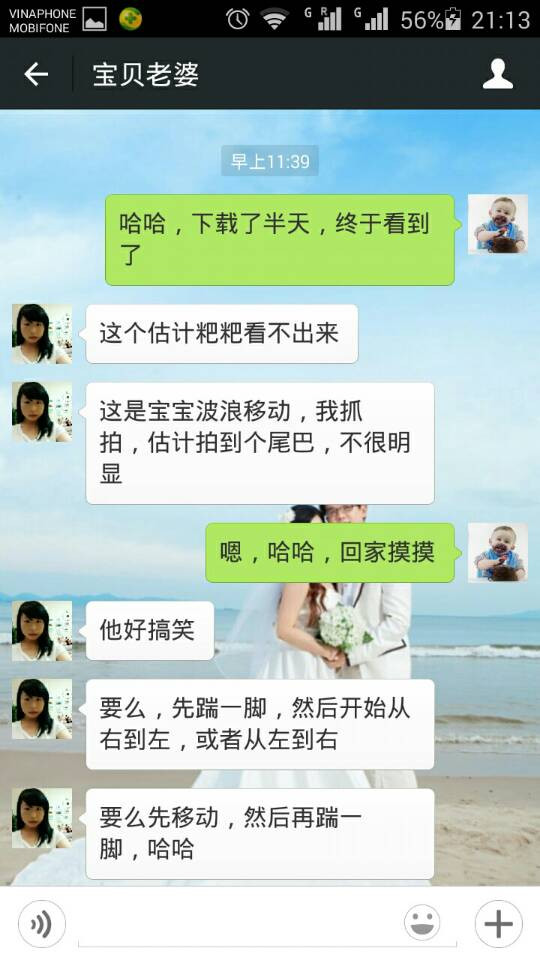 VINAPHONE
MOBIFONE
G R G 56% 21:13
宝贝老婆
早上11:39
哈哈，下载了半天，终于看到
了
这个估计粑粑看不出来
这是宝宝波浪移动，我抓
拍，估计拍到个尾巴，不很明
显
嗯，哈哈，回家摸摸
他好搞笑
要么，先踹一脚，然后开始从
右到左，或者从左到右
要么先移动，然后再踹一
脚，哈哈